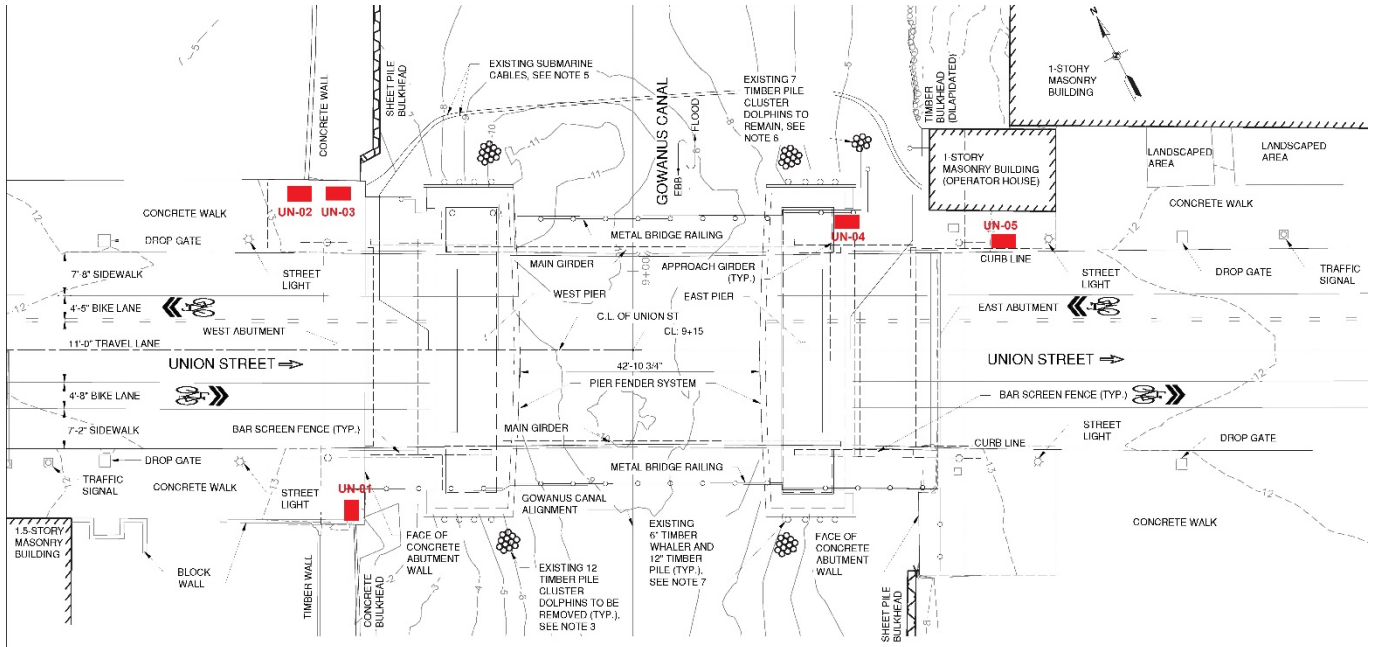 CONCRETE WALL
SHEET PILE
BULKHEAD
EXISTING SUBMARINE
CABLES, SEE NOTE 5
GOWANUS CANAL
EBB
FLOOD
EXISTING 7
TIMBER PILE
CLUSTER
DOLPHINS TO
REMAIN, SEE
NOTE 6
TIMBER
BULKHEAD
(DILAPIDATED)
N
1-STORY
MASONRY
BUILDING
1-STORY
MASONRY BUILDING
(OPERATOR HOUSE)
LANDSCAPED
AREA
LANDSCAPED
AREA
UN-02
UN-03
CONCRETE WALK
DROP GATE
STREET
LIGHT
7'-8" SIDEWALK
4'-5" BIKE LANE
WEST ABUTMENT
11'-0" TRAVEL LANE
UNION STREET
4'-8" BIKE LANE
7'-2" SIDEWALK
METAL BRIDGE RAILING
MAIN GIRDER
9+00
WEST PIER
APPROACH GIRDER
(TYP.)
EAST PIER
C.L. OF UNION ST
CL: 9+15
42'-10 3/4"
PIER FENDER SYSTEM
UN-04
UN-05
CURB LINE
CONCRETE WALK
STREET
LIGHT
DROP GATE
TRAFFIC
SIGNAL
EAST ABUTMENT
UNION STREET
BAR SCREEN FENCE (TYP.)
BAR SCREEN FENCE (TYP.)
MAIN GIRDER
CURB LINE
STREET
LIGHT
DROP GATE
DROP GATE
TRAFFIC
SIGNAL
CONCRETE WALK
STREET
LIGHT
UN-01
METAL BRIDGE RAILING
GOWANUS CANAL
ALIGNMENT
1.5-STORY
MASONRY
BUILDING
BLOCK
WALL
TIMBER WALL
CONCRETE
BULKHEAD
FACE OF
CONCRETE
ABUTMENT
WALL
EXISTING 12
TIMBER PILE
CLUSTER
DOLPHINS TO BE
REMOVED (TYP.),
SEE NOTE 3
EXISTING
6" TIMBER
WHALER AND
12" TIMBER
PILE (TYP.),
SEE NOTE 7
FACE OF
CONCRETE
ABUTMENT
WALL
SHEET PILE
BULKHEAD
CONCRETE WALK